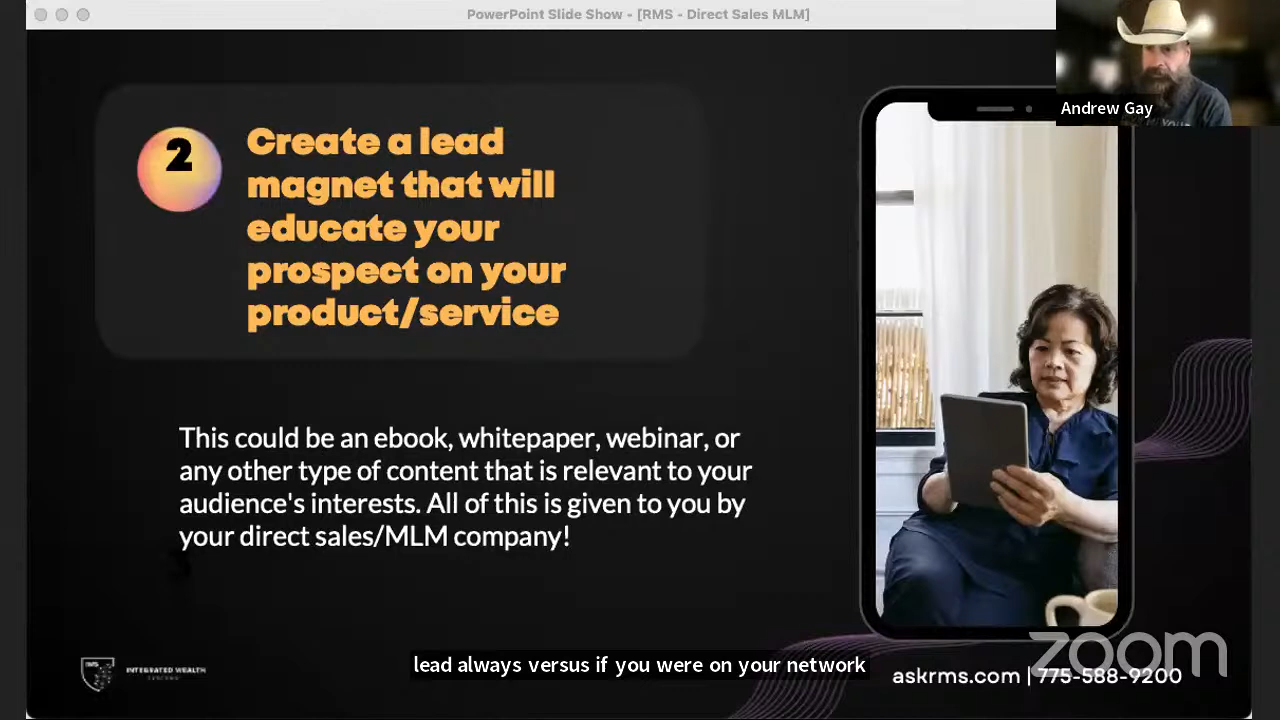 PowerPoint Slide Show - [RMS - Direct Sales MLM]
Andrew Gay
2
Create a lead
magnet that will
educate your
prospect on your
product/service
This could be an ebook, whitepaper, webinar, or
any other type of content that is relevant to your
audience's interests. All of this is given to you by
your direct sales/MLM company!
RMS
INTEGRATED WEALTH
lead always versus if you were on your network
askrms.com | 775-588-9200
zoom